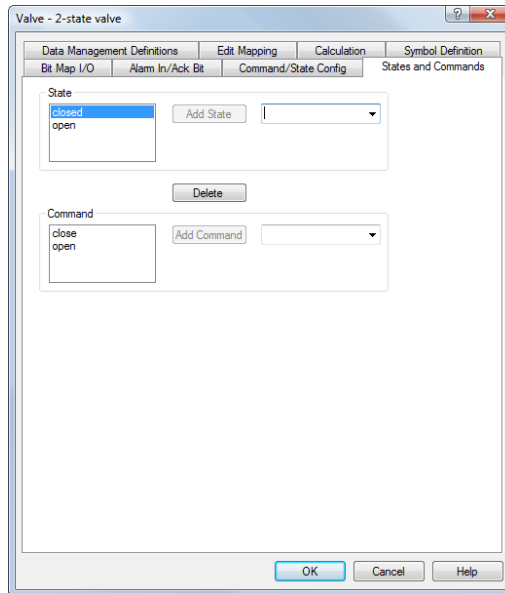 Valve - 2-state valve
Data Management Definitions Edit Mapping Calculation Symbol Definition
Bit Map I/O Alarm In/Ack Bit Command/State Config States and Commands
State
closed Add State
open
Delete
Command
close Add Command
open
OK Cancel Help